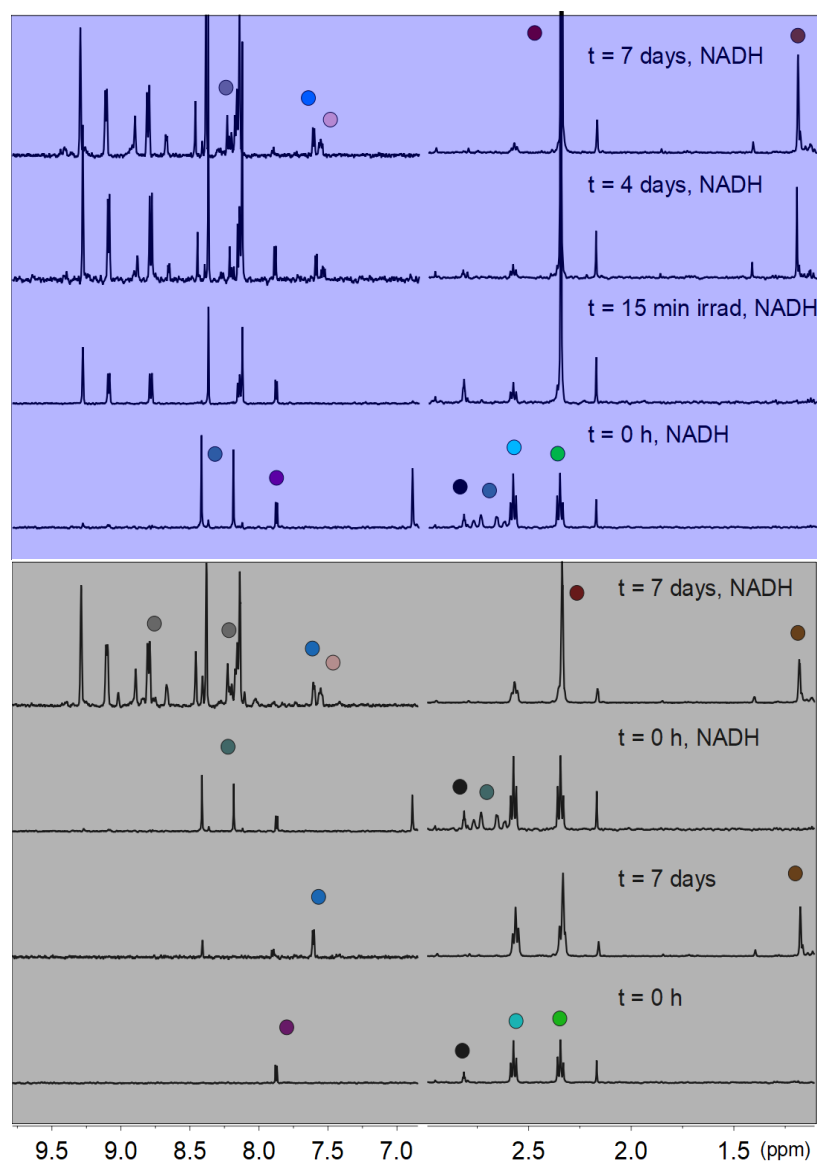 t = 7 days, NADH
t = 4 days, NADH
t = 15 min irrad, NADH
t = 0 h, NADH
t = 7 days, NADH
t = 0 h, NADH
t = 7 days
t = 0 h
9.5 9.0 8.5 8.0 7.5 7.0 2.5 2.0 1.5 (ppm)